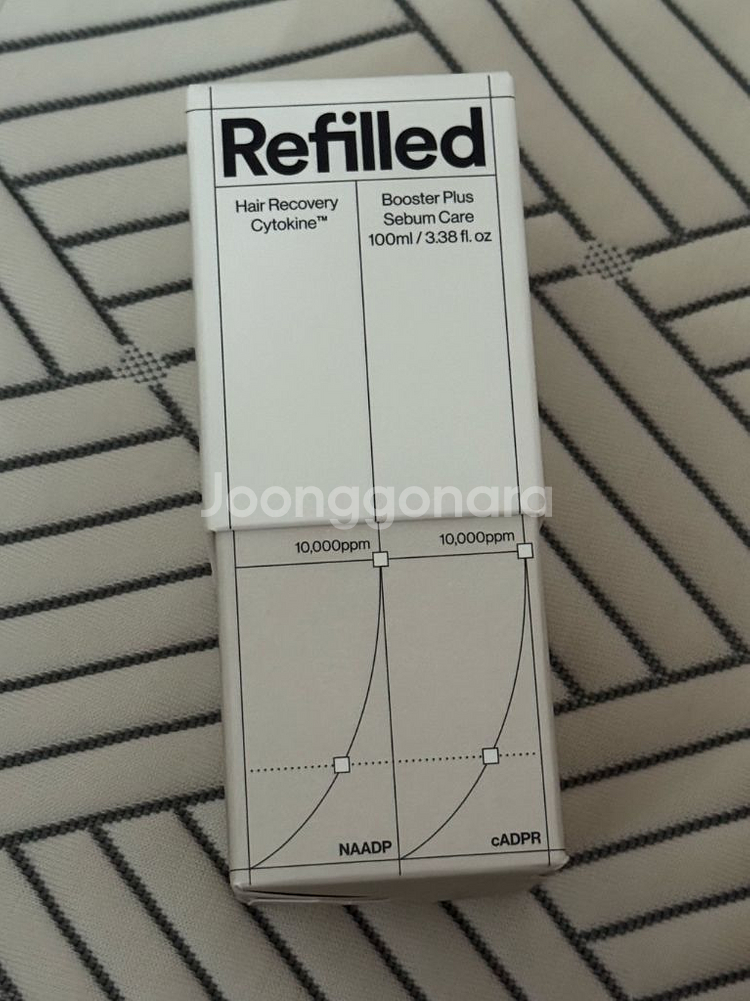 Refilled
Hair Recovery
Cytokine™
Booster Plus
Sebum Care
100ml / 3.38 fl. oz
Joonggonara
10,000ppm
10,000ppm
NAADP
cADPR